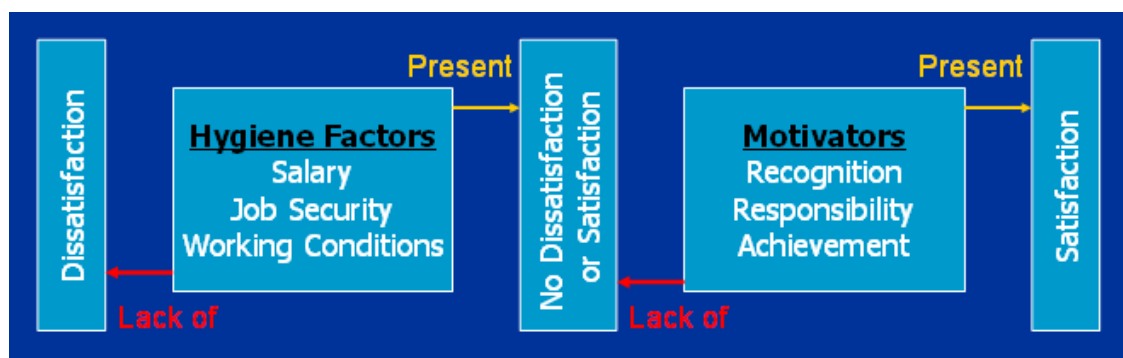 Dissatisfaction
Hygiene Factors
Salary
Job Security
Working Conditions
Present
Lack of
No Dissatisfaction
or Satisfaction
Motivators
Recognition
Responsibility
Achievement
Present
Lack of
Satisfaction